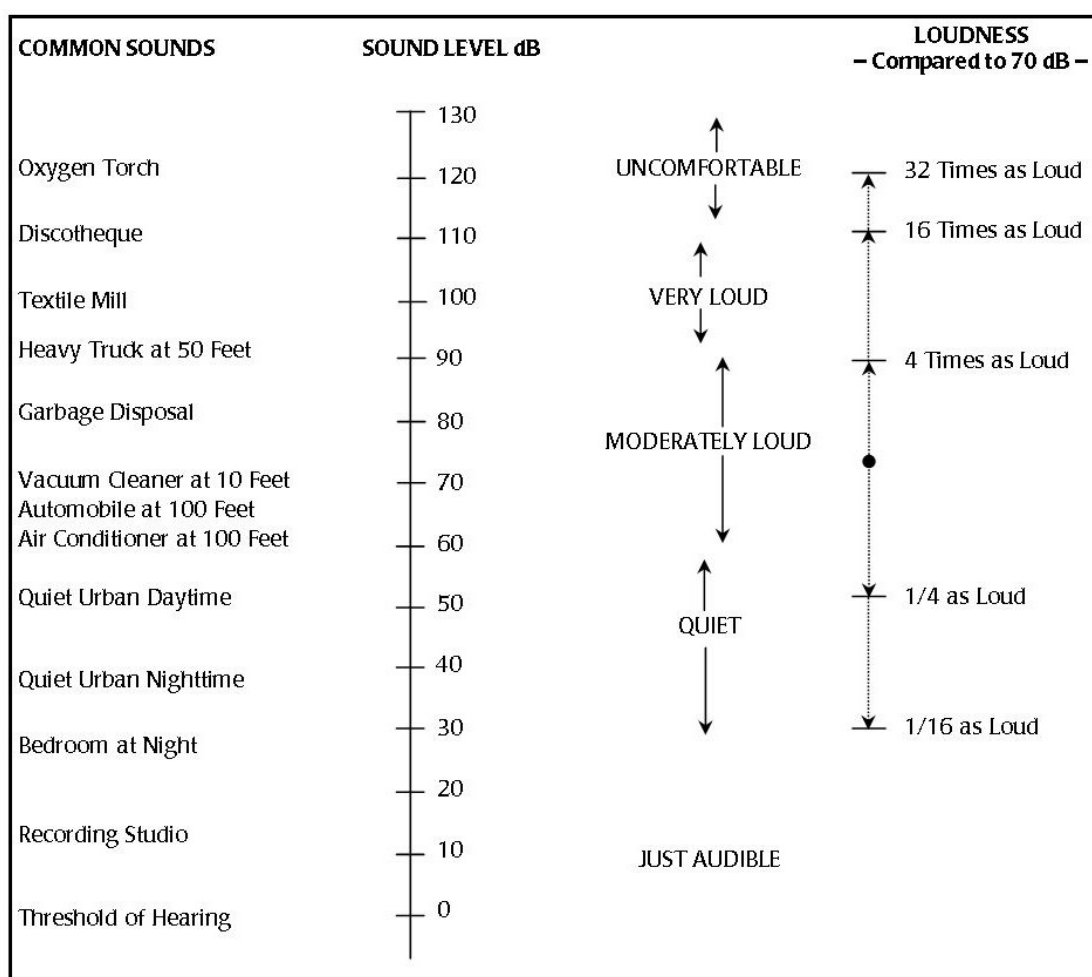 COMMON SOUNDS
SOUND LEVEL dB
LOUDNESS
– Compared to 70 dB –
130
Oxygen Torch
120
UNCOMFORTABLE
32 Times as Loud
Discotheque
110
16 Times as Loud
Textile Mill
100
VERY LOUD
Heavy Truck at 50 Feet
90
4 Times as Loud
Garbage Disposal
80
MODERATELY LOUD
Vacuum Cleaner at 10 Feet
70
Automobile at 100 Feet
Air Conditioner at 100 Feet
60
Quiet Urban Daytime
50
1/4 as Loud
QUIET
40
Quiet Urban Nighttime
30
1/16 as Loud
Bedroom at Night
20
Recording Studio
10
JUST AUDIBLE
Threshold of Hearing
0